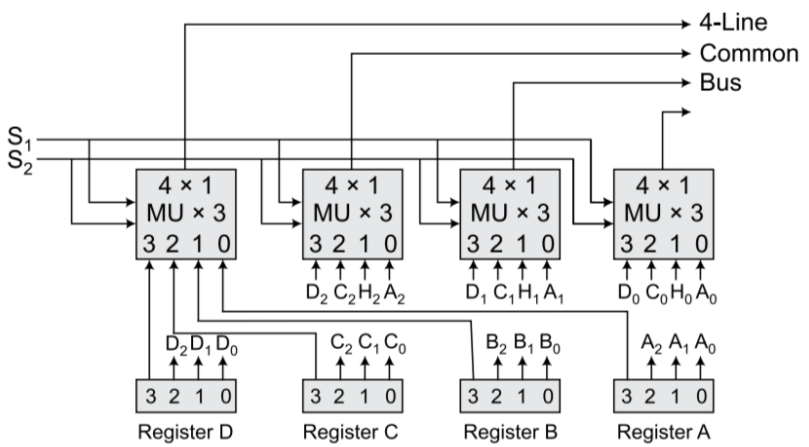 4-Line
Common
Bus
S₁
S₂
4 × 1 4 × 1 4 × 1 4 × 1
MU × 3 MU × 3 MU × 3 MU × 3
3 2 1 0 3 2 1 0 3 2 1 0 3 2 1 0
D₂ C₂ H₂ A₂ D₁ C₁ H₁ A₁ D₀ C₀ H₀ A₀
D₂ D₁ D₀ C₂ C₁ C₀ B₂ B₁ B₀ A₂ A₁ A₀
3 2 1 0 3 2 1 0 3 2 1 0 3 2 1 0
Register D Register C Register B Register A